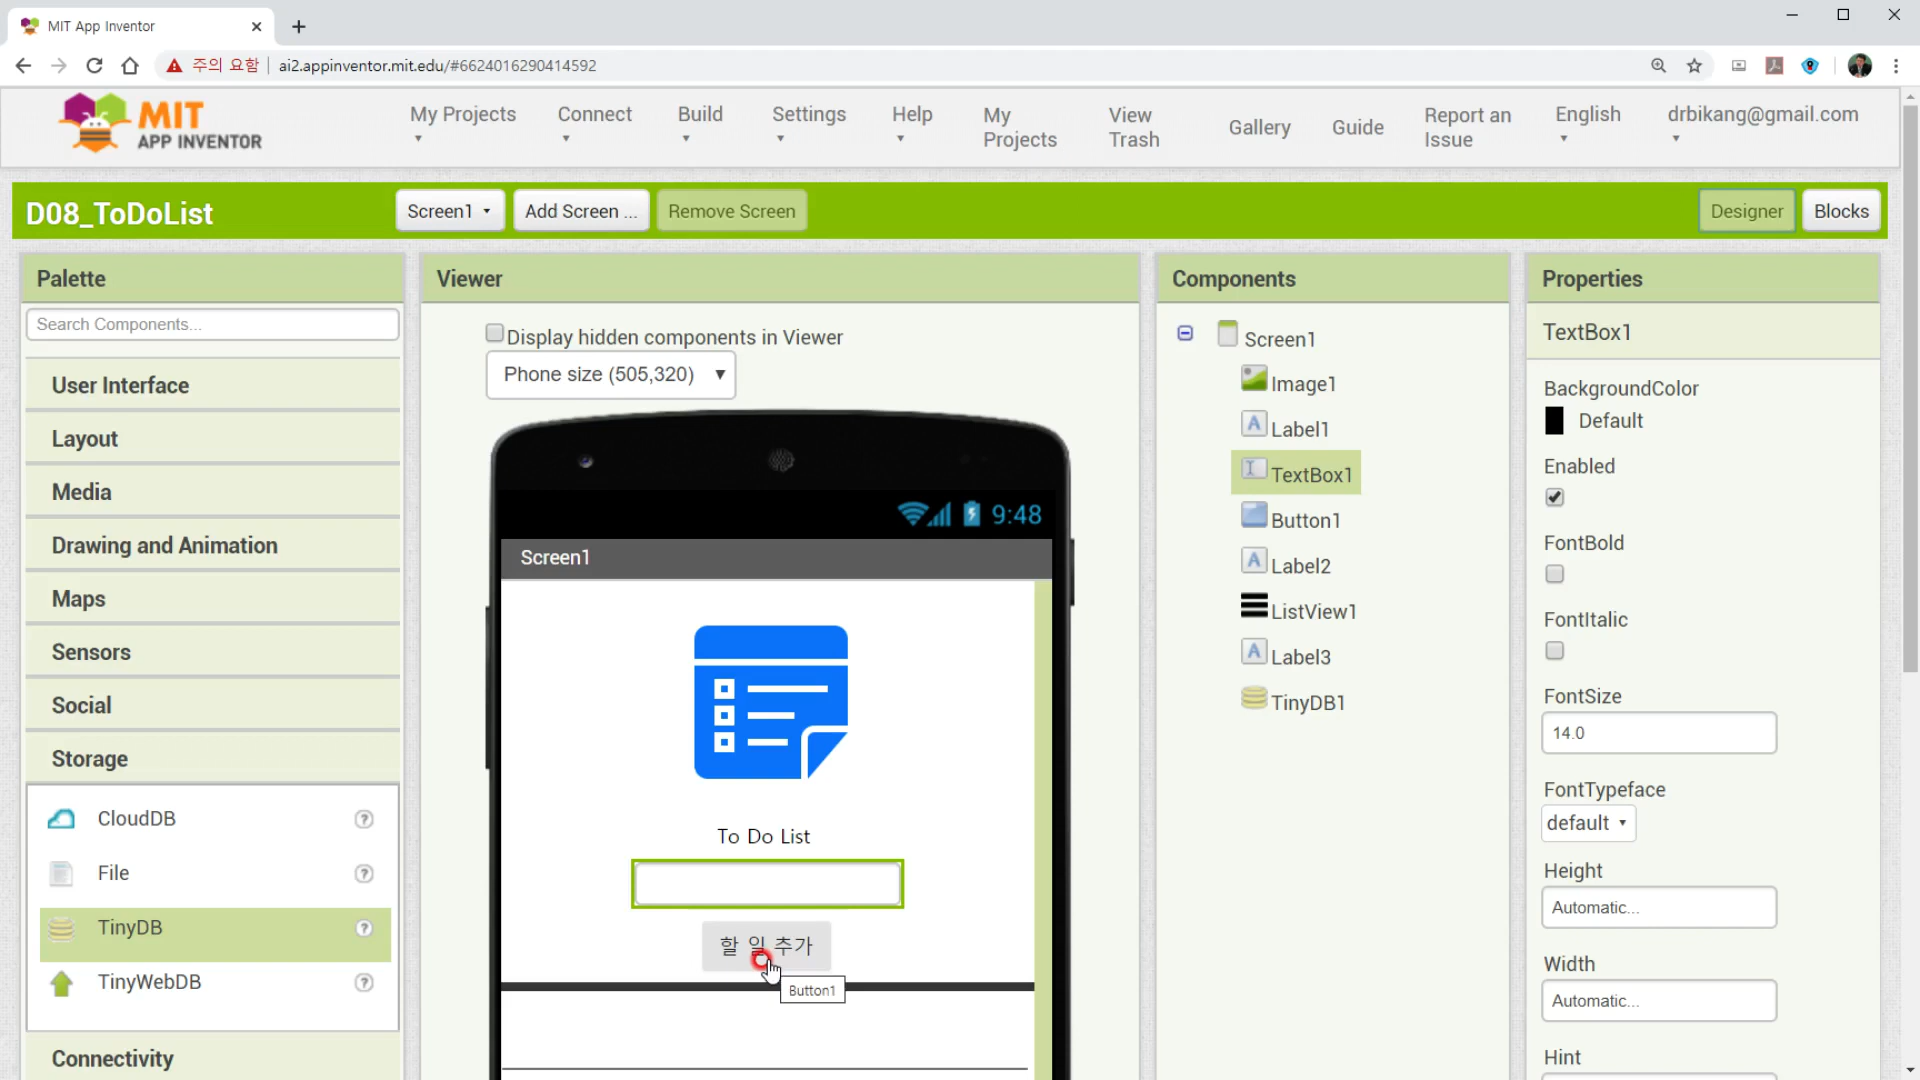 MIT App Inventor
주의 요함
ai2.appinventor.mit.edu/#6624016290414592
MIT
APP INVENTOR
My Projects
Connect
Build
Settings
Help
My
Projects
View
Trash
Gallery
Guide
Report an
Issue
English
drbikang@gmail.com
D08_ToDoList
Screen1
Add Screen ...
Remove Screen
Designer
Blocks
Palette
Search Components...
User Interface
Layout
Media
Drawing and Animation
Maps
Sensors
Social
Storage
CloudDB
File
TinyDB
TinyWebDB
Connectivity
Viewer
Display hidden components in Viewer
Phone size (505,320)
9:48
Screen1
To Do List
할 일 추가
Button1
Components
Screen1
Image1
Label1
TextBox1
Button1
Label2
ListView1
Label3
TinyDB1
Properties
TextBox1
BackgroundColor
Default
Enabled
FontBold
FontItalic
FontSize
14.0
FontTypeface
default
Height
Automatic...
Width
Automatic...
Hint